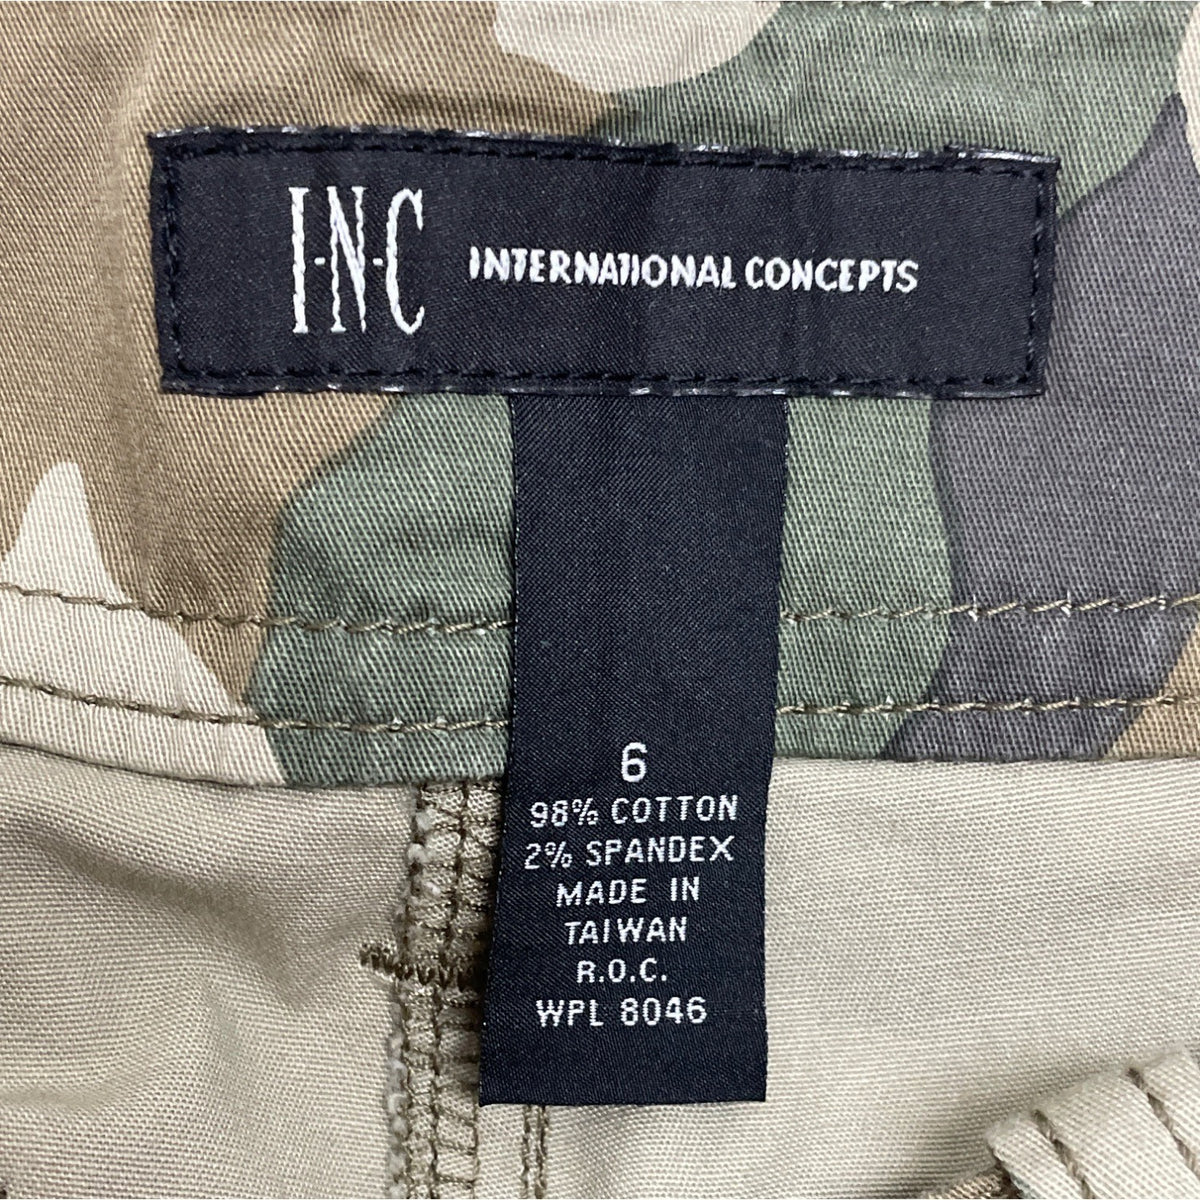 I·N·C INTERNATIONAL CONCEPTS
6
98% COTTON
2% SPANDEX
MADE IN
TAIWAN
R.O.C.
WPL 8046